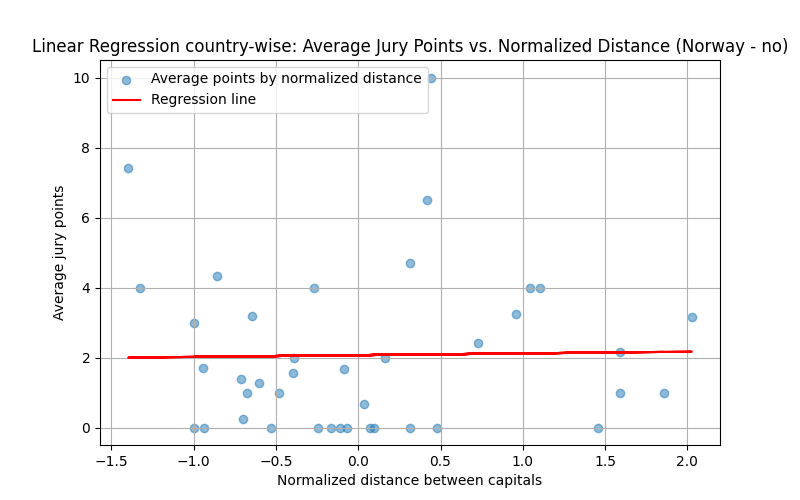 Linear Regression country-wise: Average Jury Points vs. Normalized Distance (Norway - no)
Average points by normalized distance
Regression line
10
8
6
4
2
0
Average jury points
−1.5 −1.0 −0.5 0.0 0.5 1.0 1.5 2.0
Normalized distance between capitals